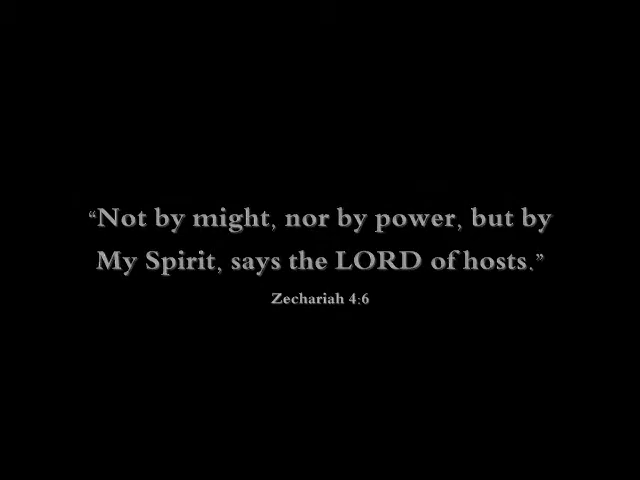 “Not by might, nor by power, but by
My Spirit, says the LORD of hosts.”
Zechariah 4:6